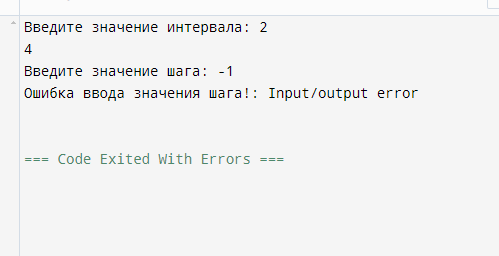 Введите значение интервала: 2
4
Введите значение шага: -1
Ошибка ввода значения шага!: Input/output error
=== Code Exited With Errors ===